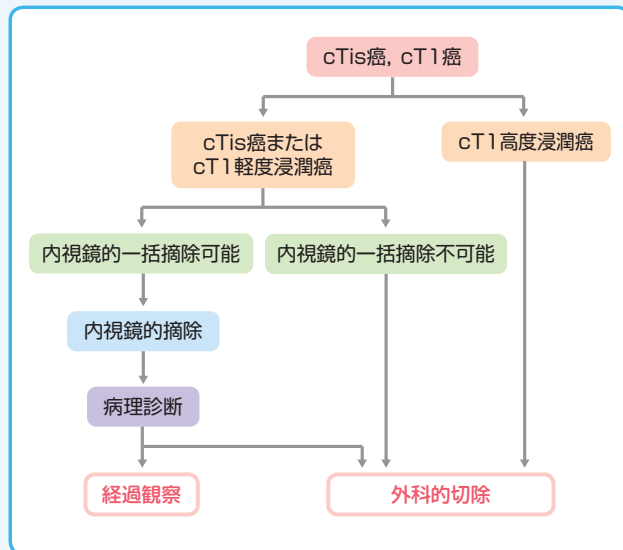 cTis癌, cT1癌
cTis癌または
cT1軽度浸潤癌
cT1高度浸潤癌
内視鏡的一括摘除可能
内視鏡的一括摘除不可能
内視鏡的摘除
病理診断
経過観察
外科的切除